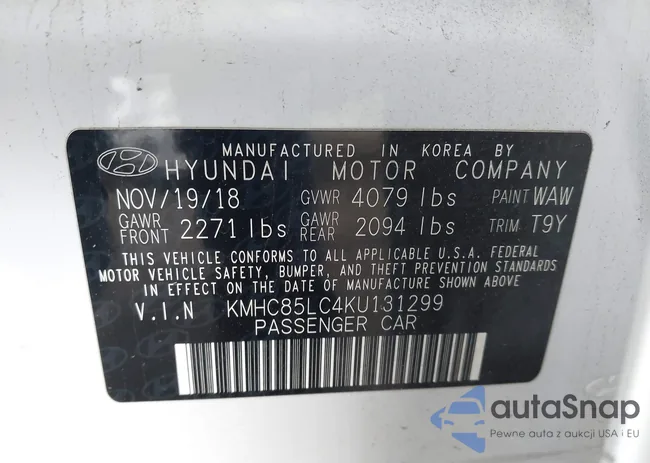 MANUFACTURED IN KOREA BY
HYUNDAI MOTOR COMPANY
NOV/19/18 GVWR 4079 lbs PAINT WAW
GAWR FRONT 2271 lbs GAWR REAR 2094 lbs TRIM T9Y
THIS VEHICLE CONFORMS TO ALL APPLICABLE U.S.A. FEDERAL
MOTOR VEHICLE SAFETY, BUMPER, AND THEFT PREVENTION STANDARDS
IN EFFECT ON THE DATE OF MANUFACTURE SHOWN ABOVE.
V.I.N KMHC85LC4KU131299
PASSENGER CAR
autaSnap
Pewne auta z aukcji USA i EU